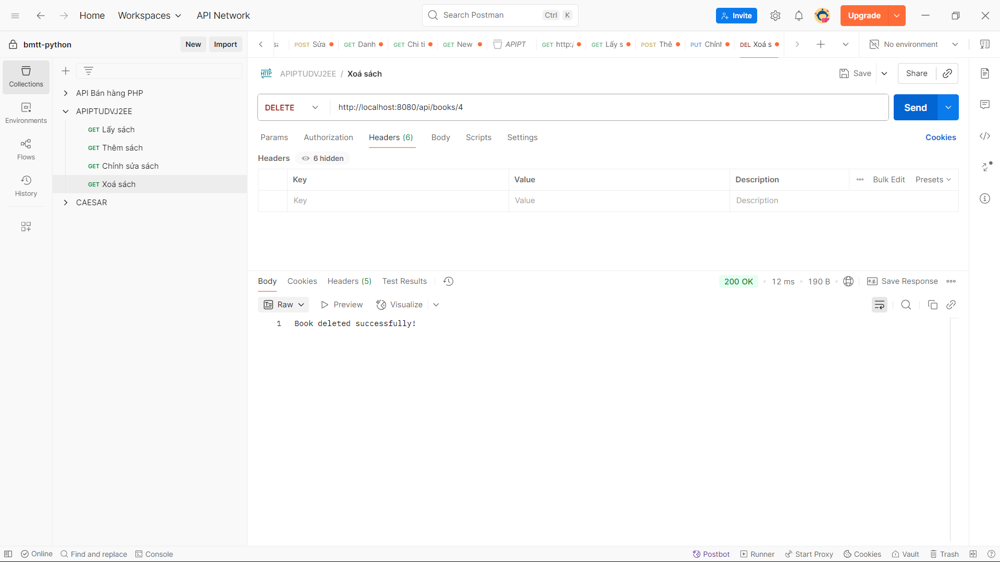 Home Workspaces API Network
Search Postman Ctrl K
Invite
Upgrade
bmtt-python New Import
POST Sửa GET Danh GET Chi ti GET New APIPT GET http:/ GET Lấy s POST Thê PUT Chỉnh DEL Xoá s
No environment
Collections
Environments
Flows
History
API Bán hàng PHP
APIPTUDVJ2EE
GET Lấy sách
GET Thêm sách
GET Chỉnh sửa sách
GET Xoá sách
CAESAR
HTTP APIPTUDVJ2EE / Xoá sách
Save Share
DELETE http://localhost:8080/api/books/4 Send
Params Authorization Headers (6) Body Scripts Settings Cookies
Headers 6 hidden
Key Value Description Bulk Edit Presets
Key Value Description
Body Cookies Headers (5) Test Results
200 OK 12 ms 190 B e.g. Save Response
Raw Preview Visualize
1 Book deleted successfully!
Online Find and replace Console
Postbot Runner Start Proxy Cookies Vault Trash